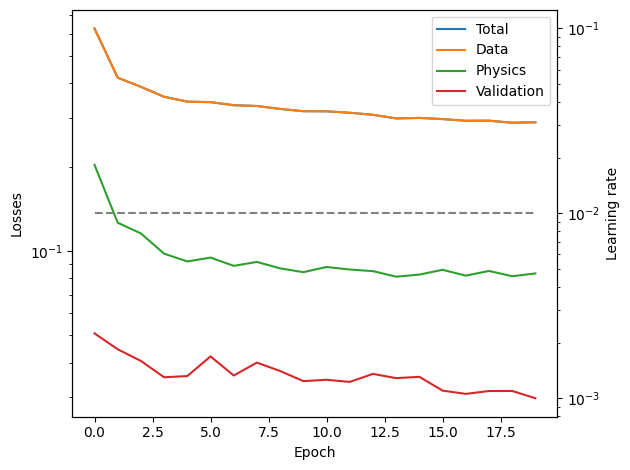 Total
Data
Physics
Validation
Losses
10⁻¹
10⁻¹
10⁻²
10⁻³
Learning rate
0.0 2.5 5.0 7.5 10.0 12.5 15.0 17.5
Epoch